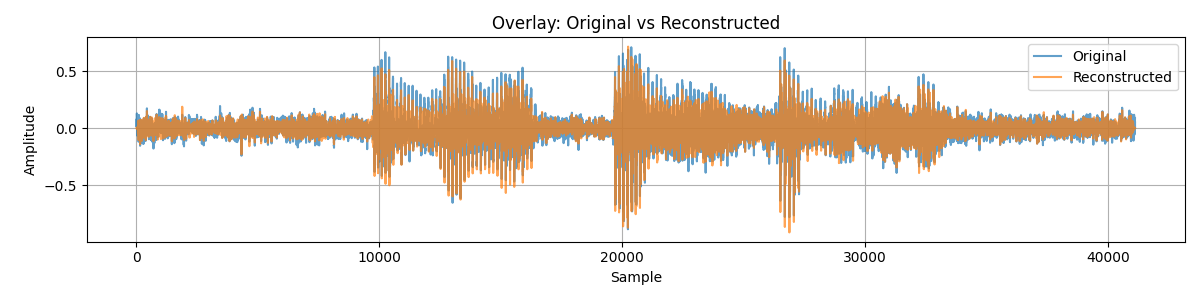 Overlay: Original vs Reconstructed
Original
Reconstructed
Amplitude
0.5
0.0
−0.5
0
10000
20000
30000
40000
Sample